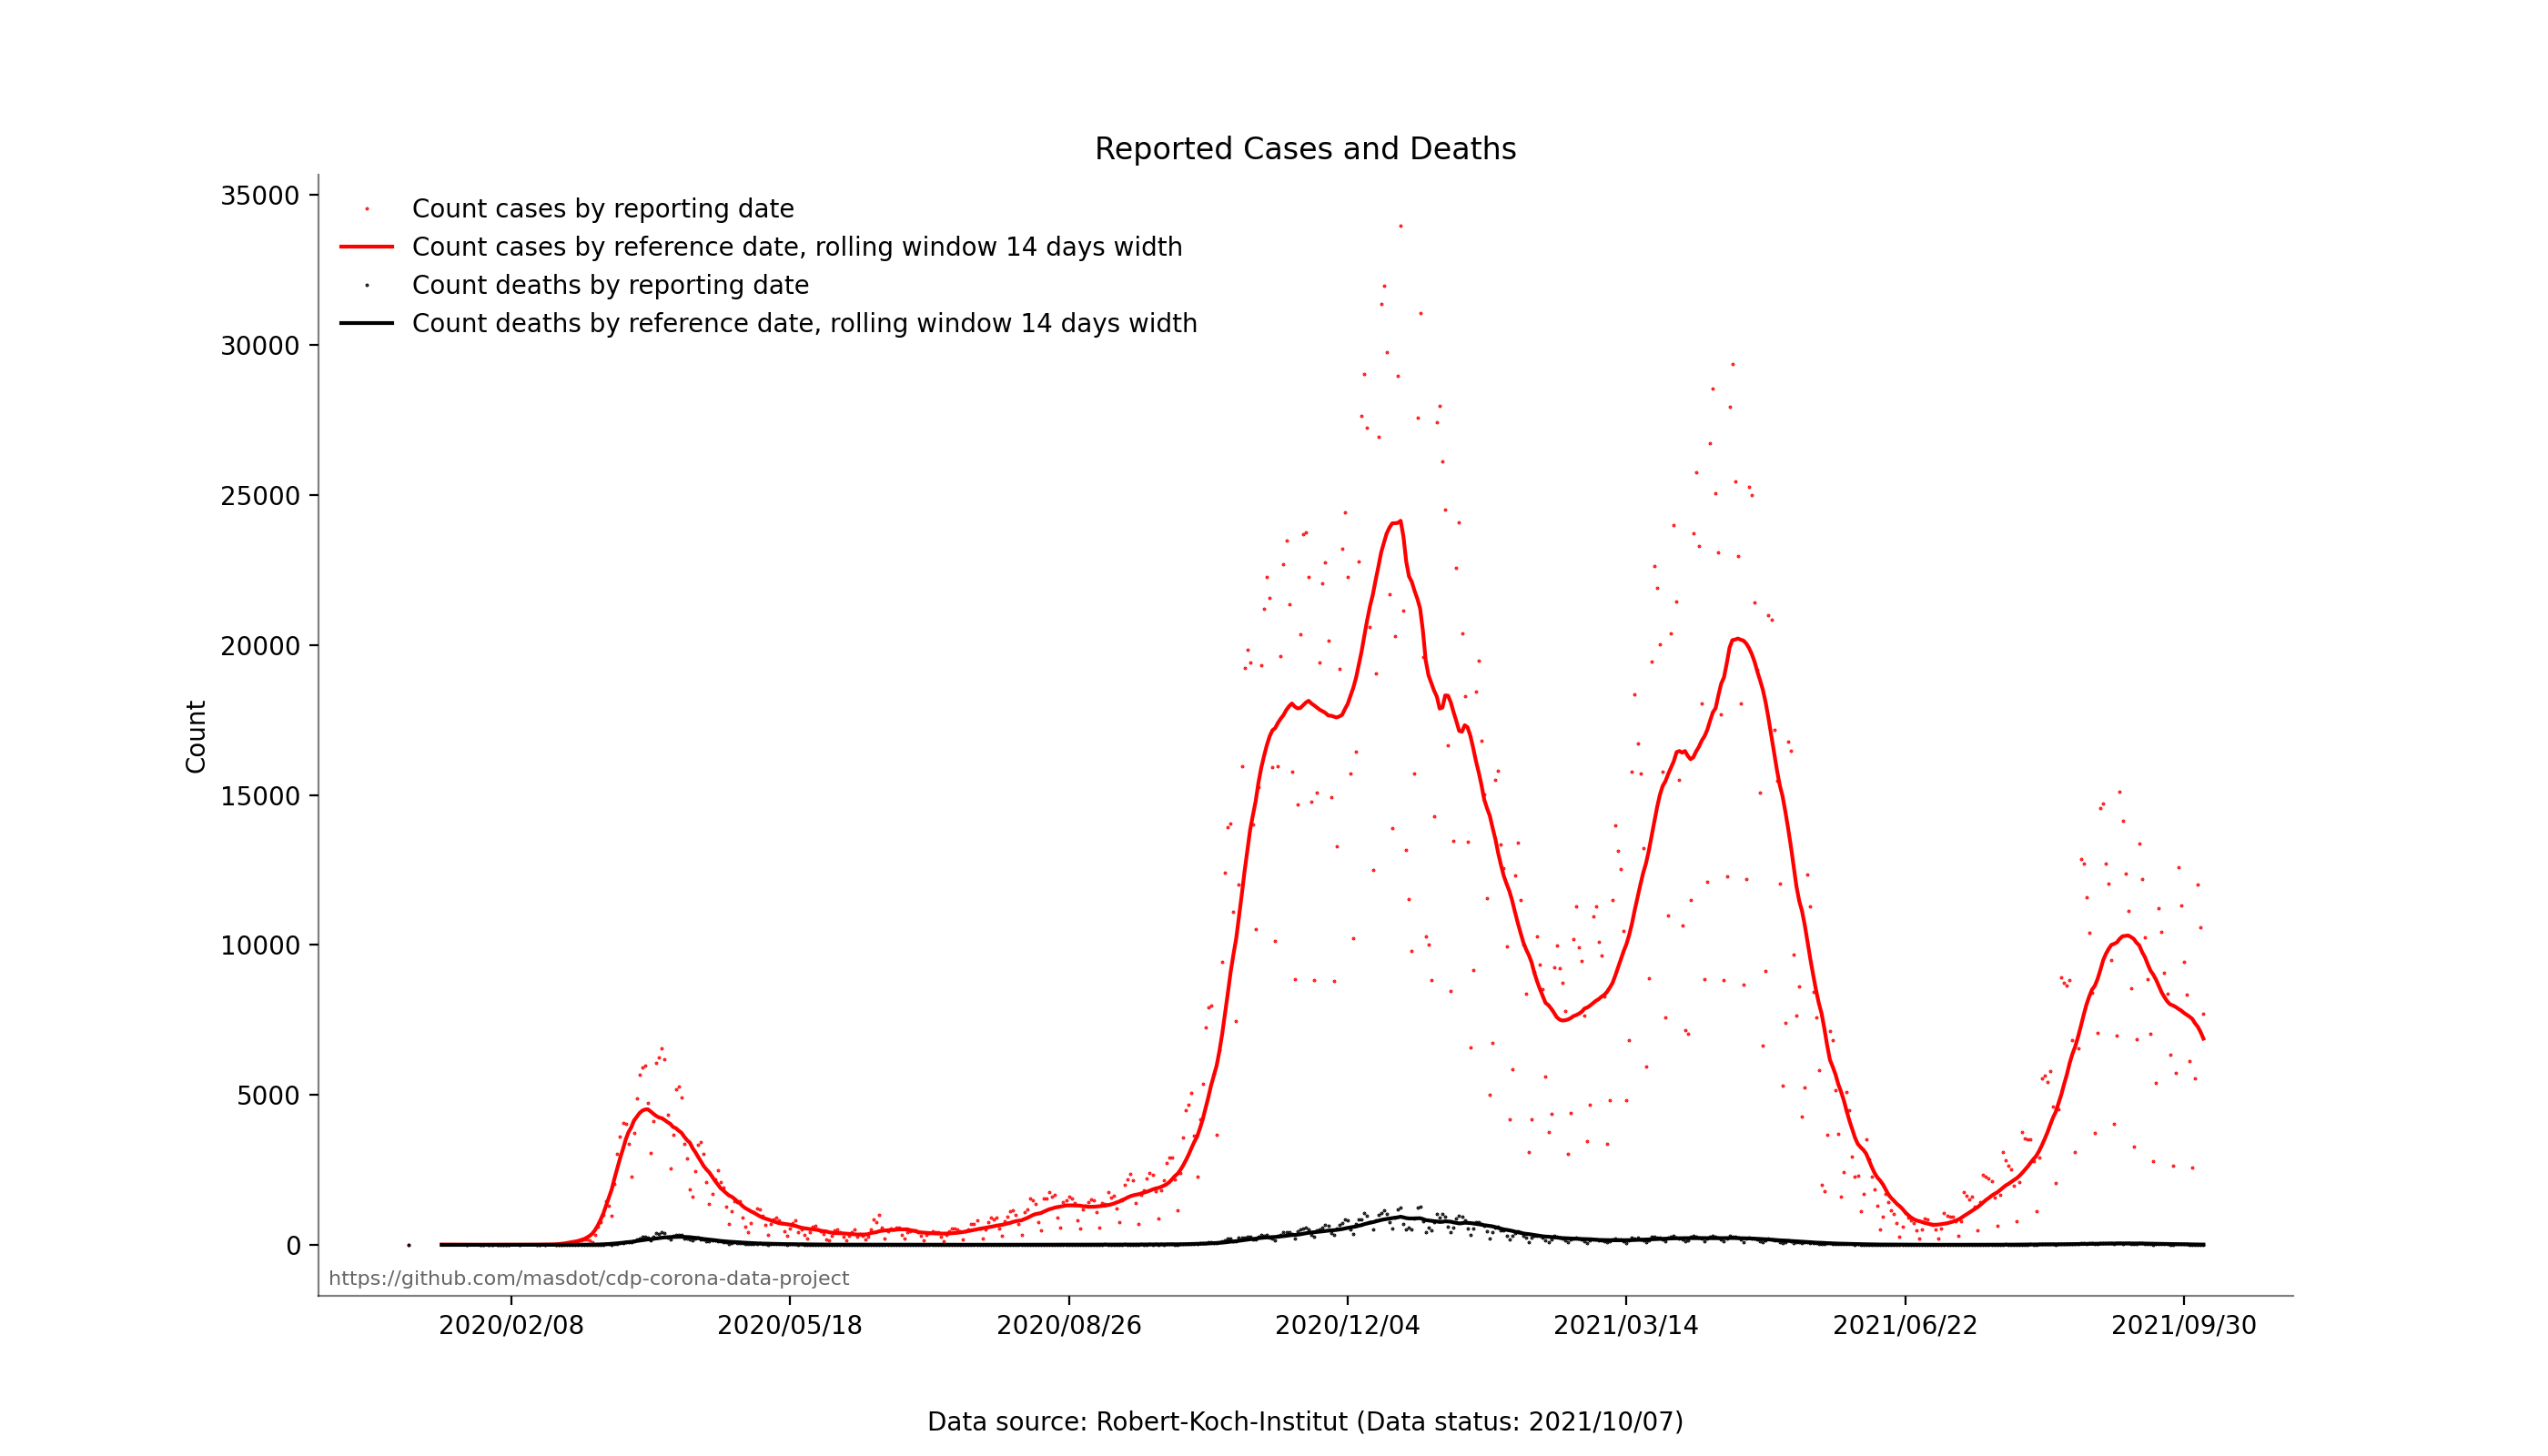 Reported Cases and Deaths
35000
30000
25000
20000
15000
10000
5000
0
Count
Count cases by reporting date
Count cases by reference date, rolling window 14 days width
Count deaths by reporting date
Count deaths by reference date, rolling window 14 days width
https://github.com/masdot/cdp-corona-data-project
2020/02/08 2020/05/18 2020/08/26 2020/12/04 2021/03/14 2021/06/22 2021/09/30
Data source: Robert-Koch-Institut (Data status: 2021/10/07)